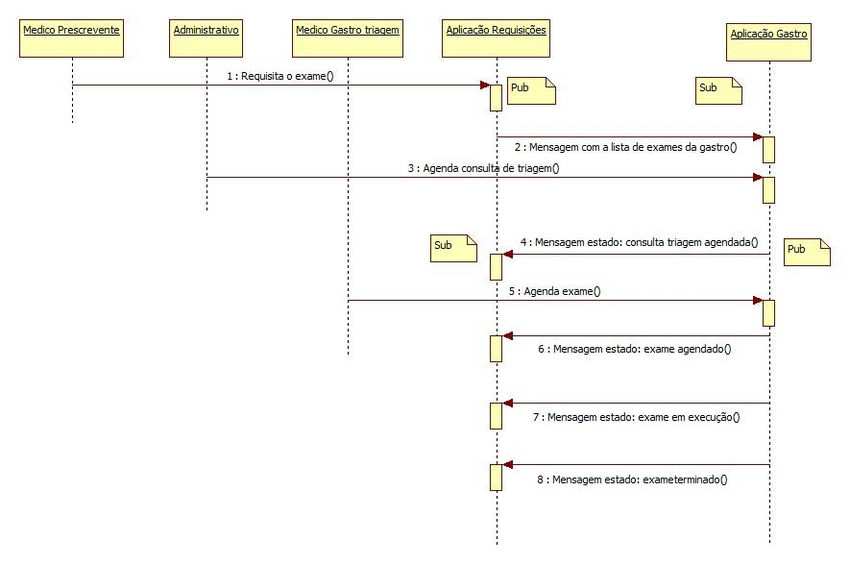 Medico Prescrevente
Administrativo
Medico Gastro triagem
Aplicação Requisições
Aplicação Gastro
1 : Requisita o exame()
Pub
Sub
2 : Mensagem com a lista de exames da gastro()
3 : Agenda consulta de triagem()
Sub
4 : Mensagem estado: consulta triagem agendada()
Pub
5 : Agenda exame()
6 : Mensagem estado: exame agendado()
7 : Mensagem estado: exame em execução()
8 : Mensagem estado: exameterminado()